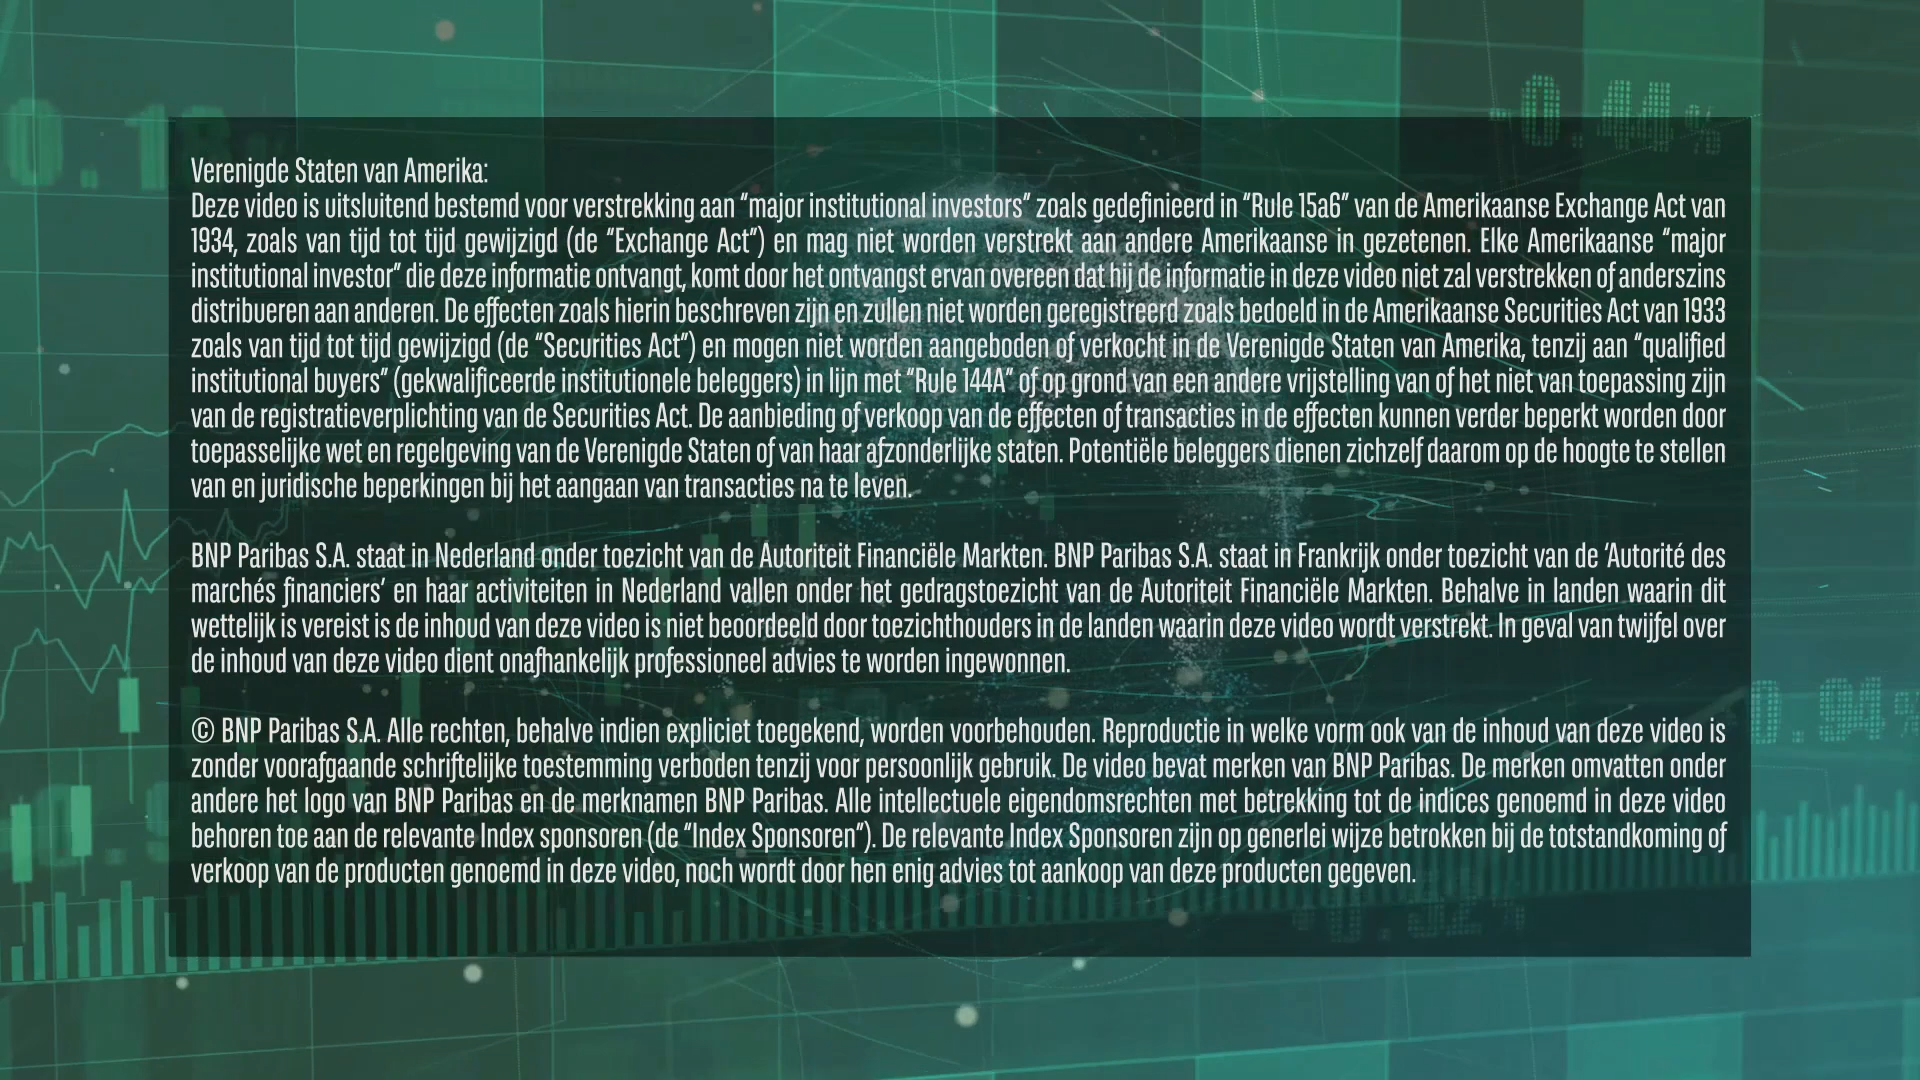 0.18
-0.44%
Verenigde Staten van Amerika:
Deze video is uitsluitend bestemd voor verstrekking aan “major institutional investors” zoals gedefinieerd in “Rule 15a6” van de Amerikaanse Exchange Act van
1934, zoals van tijd tot tijd gewijzigd (de “Exchange Act”) en mag niet worden verstrekt aan andere Amerikaanse in gezetenen. Elke Amerikaanse “major
institutional investor” die deze informatie ontvangt, komt door het ontvangst ervan overeen dat hij de informatie in deze video niet zal verstrekken of anderszins
distribueren aan anderen. De effecten zoals hierin beschreven zijn en zullen niet worden geregistreerd zoals bedoeld in de Amerikaanse Securities Act van 1933
zoals van tijd tot tijd gewijzigd (de “Securities Act”) en mogen niet worden aangeboden of verkocht in de Verenigde Staten van Amerika, tenzij aan “qualified
institutional buyers” (gekwalificeerde institutionele beleggers) in lijn met “Rule 144A” of op grond van een andere vrijstelling van of het niet van toepassing zijn
van de registratieverplichting van de Securities Act. De aanbieding of verkoop van de effecten of transacties in de effecten kunnen verder beperkt worden door
toepasselijke wet en regelgeving van de Verenigde Staten of van haar afzonderlijke staten. Potentiële beleggers dienen zichzelf daarom op de hoogte te stellen
van en juridische beperkingen bij het aangaan van transacties na te leven.
BNP Paribas S.A. staat in Nederland onder toezicht van de Autoriteit Financiële Markten. BNP Paribas S.A. staat in Frankrijk onder toezicht van de ‘Autorité des
marchés financiers’ en haar activiteiten in Nederland vallen onder het gedragstoezicht van de Autoriteit Financiële Markten. Behalve in landen waarin dit
wettelijk is vereist is de inhoud van deze video is niet beoordeeld door toezichthouders in de landen waarin deze video wordt verstrekt. In geval van twijfel over
de inhoud van deze video dient onafhankelijk professioneel advies te worden ingewonnen.
0.94%
© BNP Paribas S.A. Alle rechten, behalve indien expliciet toegekend, worden voorbehouden. Reproductie in welke vorm ook van de inhoud van deze video is
zonder voorafgaande schriftelijke toestemming verboden tenzij voor persoonlijk gebruik. De video bevat merken van BNP Paribas. De merken omvatten onder
andere het logo van BNP Paribas en de merknamen BNP Paribas. Alle intellectuele eigendomsrechten met betrekking tot de indices genoemd in deze video
behoren toe aan de relevante Index sponsoren (de “Index Sponsoren”). De relevante Index Sponsoren zijn op generlei wijze betrokken bij de totstandkoming of
verkoop van de producten genoemd in deze video, noch wordt door hen enig advies tot aankoop van deze producten gegeven.